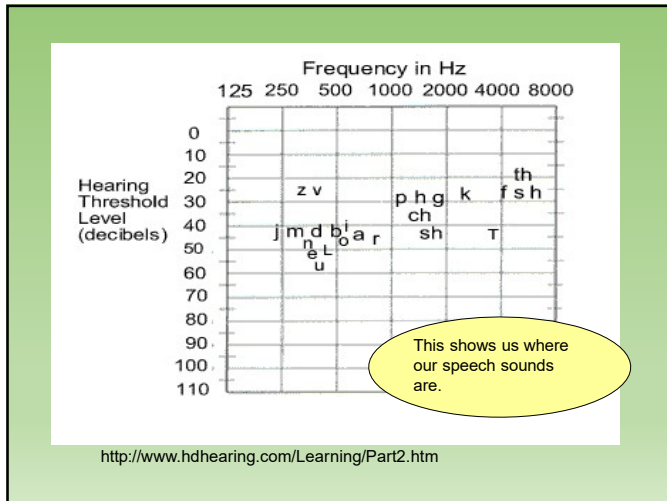 Frequency in Hz
125 250 500 1000 2000 4000 8000
Hearing
Threshold
Level
(decibels)
0
10
20
30
40
50
60
70
80
90
100
110
th
z v
p h g k f s h
ch
j m d b i o a r sh T
n
e L
u
This shows us where
our speech sounds
are.
http://www.hdhearing.com/Learning/Part2.htm